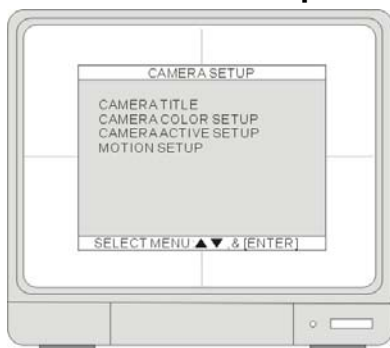 CAMERA SETUP
CAMERA TITLE
CAMERA COLOR SETUP
CAMERA ACTIVE SETUP
MOTION SETUP
SELECT MENU ▲▼ ,& [ENTER]